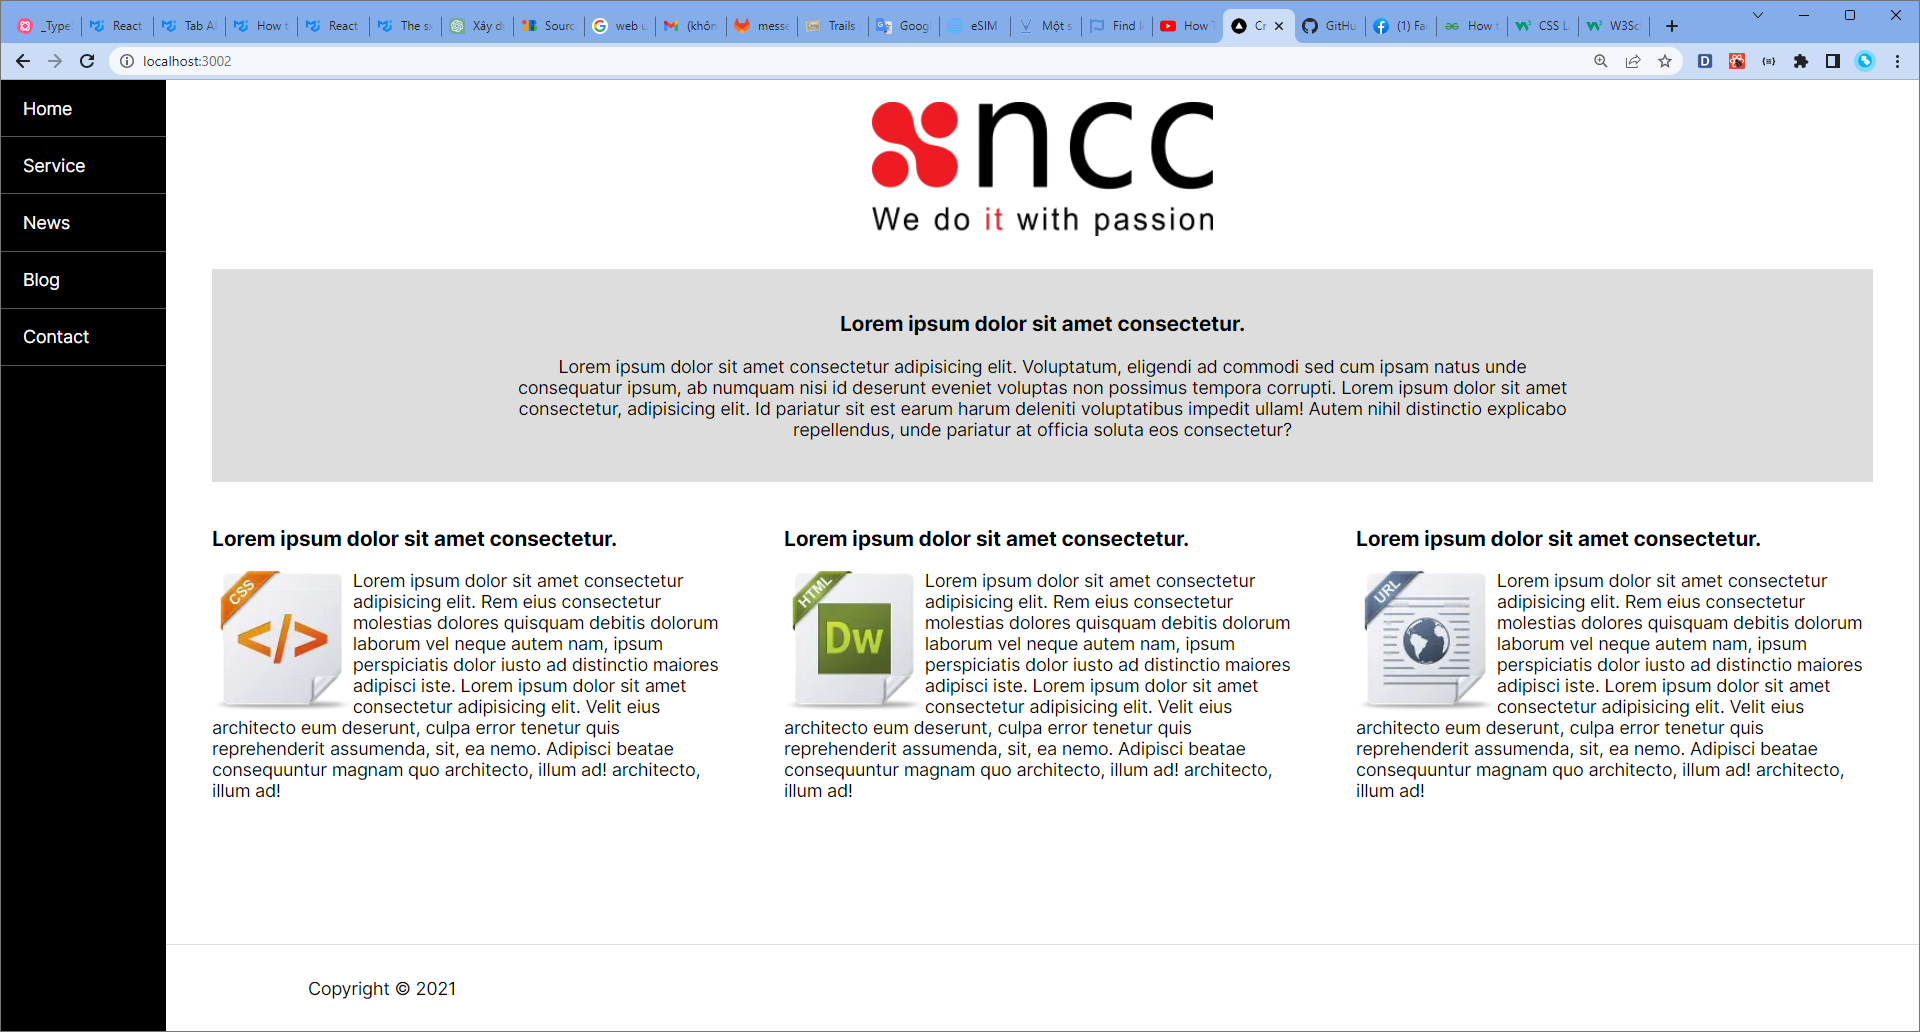 _Type
React
Tab A
How t
React
The sx
Xây d
Sourc
web u
(khôn
messe
Trails
Goog
eSIM
Một s
Find I
How T
Cr
GitHu
(1) Fa
How t
CSS L
W3Sc
localhost:3002
Home
Service
News
Blog
Contact
ncc
We do it with passion
Lorem ipsum dolor sit amet consectetur.
Lorem ipsum dolor sit amet consectetur adipisicing elit. Voluptatum, eligendi ad commodi sed cum ipsam natus unde
consequatur ipsum, ab numquam nisi id deserunt eveniet voluptas non possimus tempora corrupti. Lorem ipsum dolor sit amet
consectetur, adipisicing elit. Id pariatur sit est earum harum deleniti voluptatibus impedit ullam! Autem nihil distinctio explicabo
repellendus, unde pariatur at officia soluta eos consectetur?
Lorem ipsum dolor sit amet consectetur.
CSS
</>
Lorem ipsum dolor sit amet consectetur
adipisicing elit. Rem eius consectetur
molestias dolores quisquam debitis dolorum
laborum vel neque autem nam, ipsum
perspiciatis dolor iusto ad distinctio maiores
adipisci iste. Lorem ipsum dolor sit amet
consectetur adipisicing elit. Velit eius
architecto eum deserunt, culpa error tenetur quis
reprehenderit assumenda, sit, ea nemo. Adipisci beatae
consequuntur magnam quo architecto, illum ad! architecto,
illum ad!
Lorem ipsum dolor sit amet consectetur.
HTML
Dw
Lorem ipsum dolor sit amet consectetur
adipisicing elit. Rem eius consectetur
molestias dolores quisquam debitis dolorum
laborum vel neque autem nam, ipsum
perspiciatis dolor iusto ad distinctio maiores
adipisci iste. Lorem ipsum dolor sit amet
consectetur adipisicing elit. Velit eius
architecto eum deserunt, culpa error tenetur quis
reprehenderit assumenda, sit, ea nemo. Adipisci beatae
consequuntur magnam quo architecto, illum ad! architecto,
illum ad!
Lorem ipsum dolor sit amet consectetur.
URL
Lorem ipsum dolor sit amet consectetur
adipisicing elit. Rem eius consectetur
molestias dolores quisquam debitis dolorum
laborum vel neque autem nam, ipsum
perspiciatis dolor iusto ad distinctio maiores
adipisci iste. Lorem ipsum dolor sit amet
consectetur adipisicing elit. Velit eius
architecto eum deserunt, culpa error tenetur quis
reprehenderit assumenda, sit, ea nemo. Adipisci beatae
consequuntur magnam quo architecto, illum ad! architecto,
illum ad!
Copyright © 2021